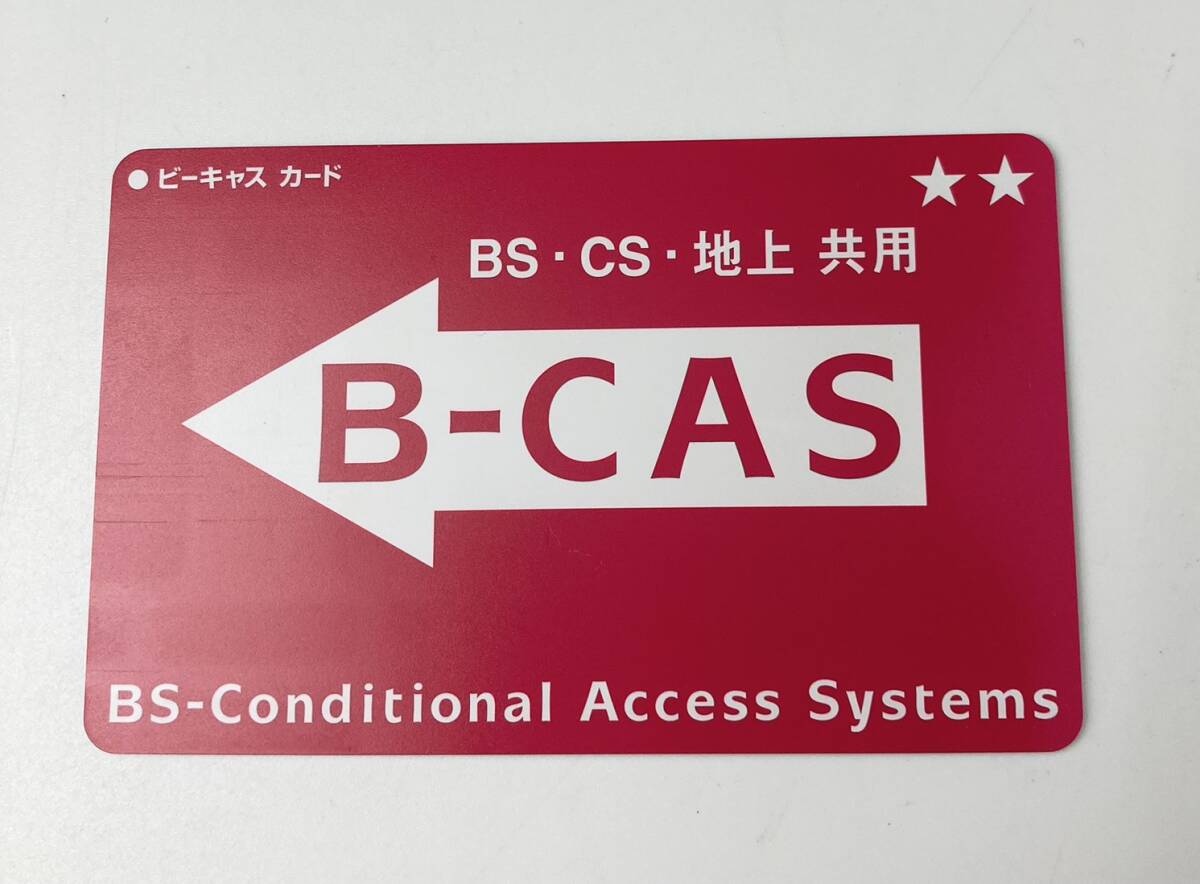 ● ビーキャス カード
★★
BS・CS・地上 共用
B-CAS
BS-Conditional Access Systems